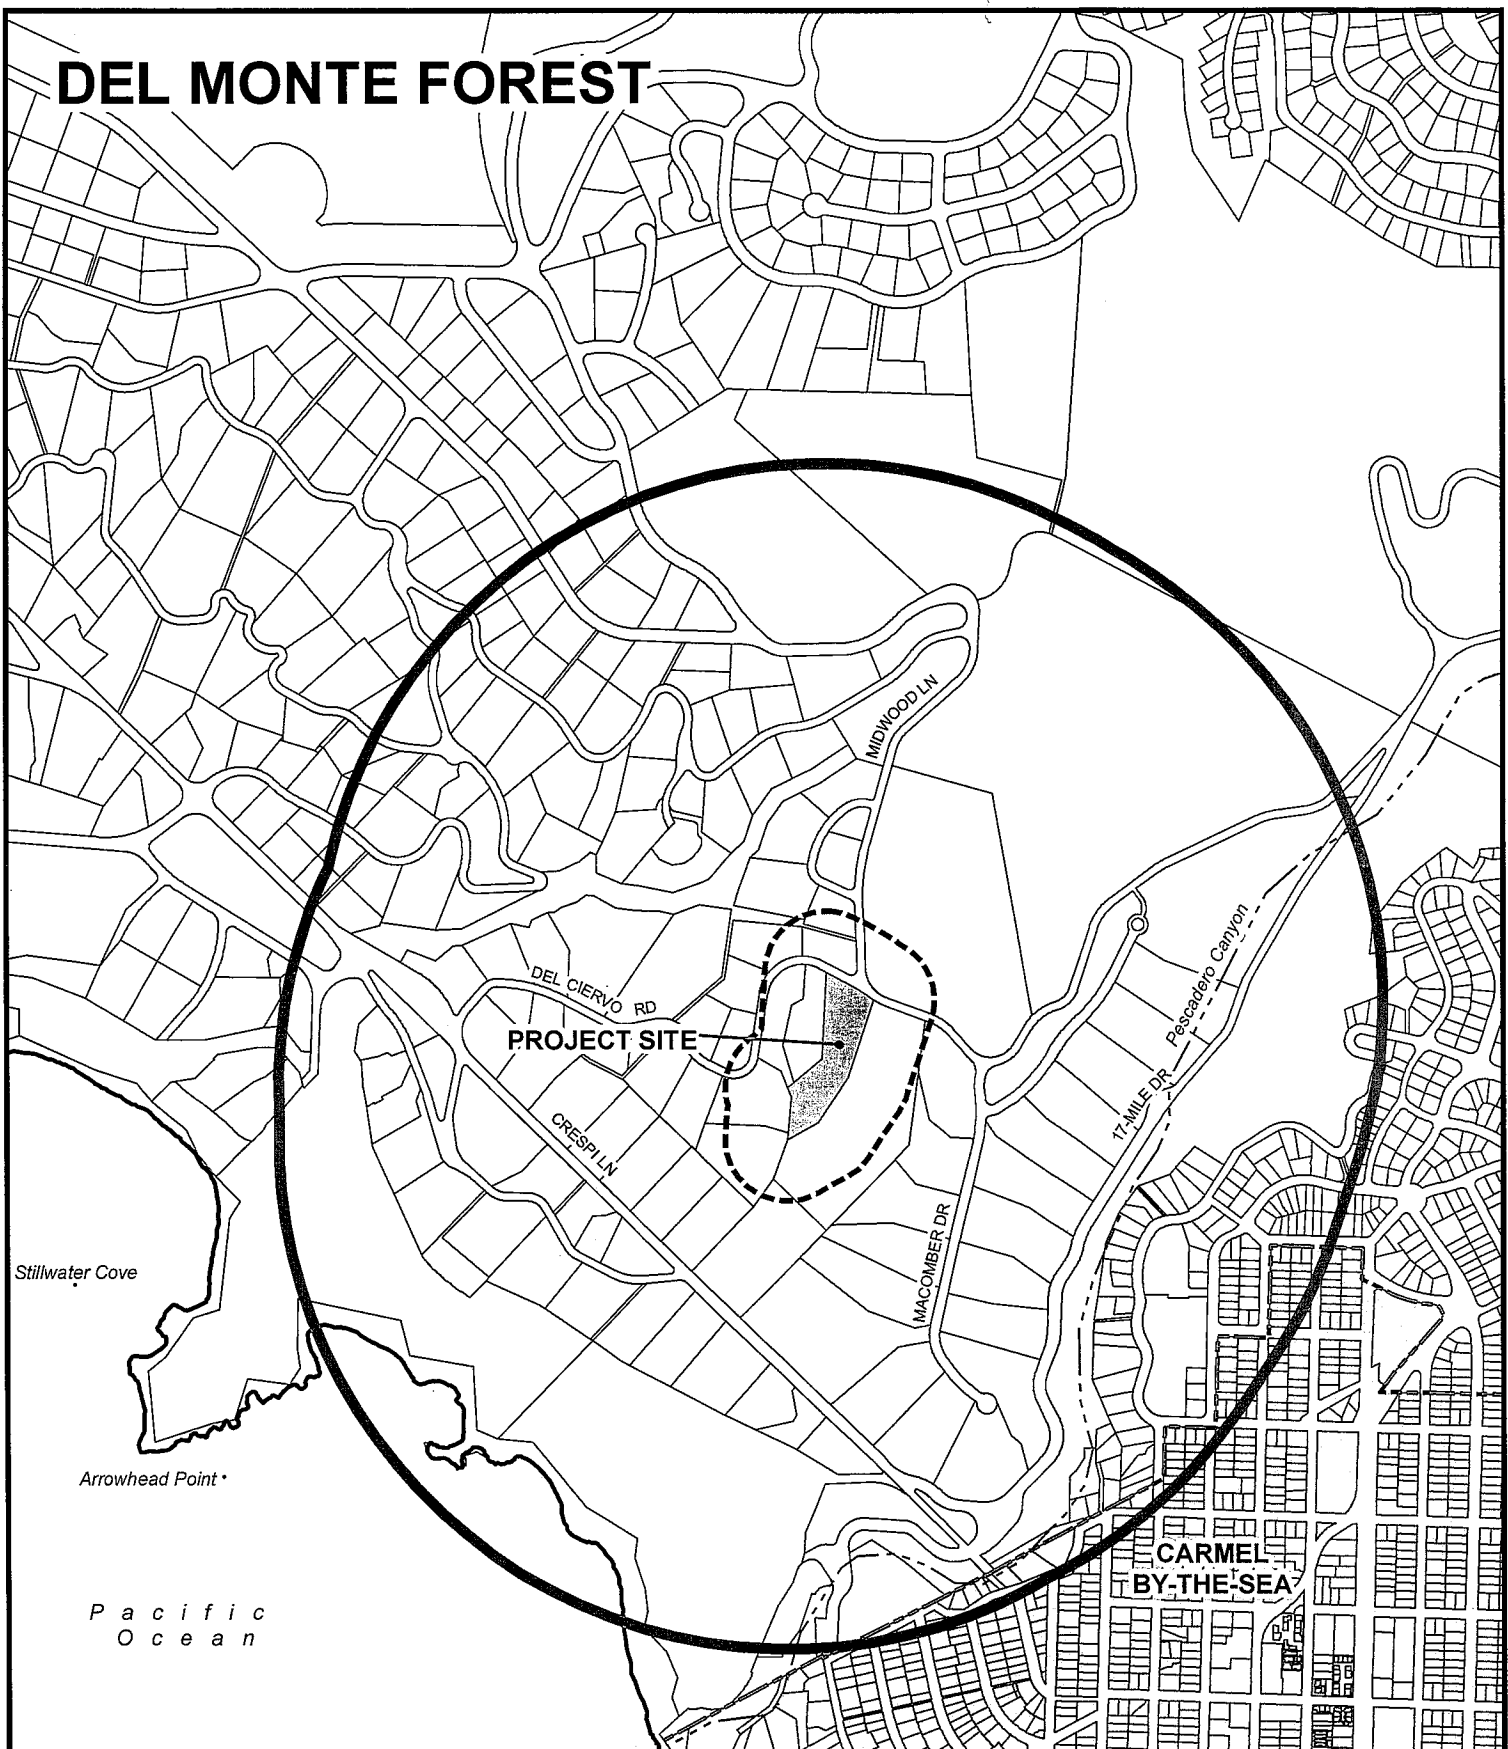 DEL MONTE FOREST
MIDWOOD LN
DEL CIERVO RD
PROJECT SITE
Pescadero Canyon
17-MILE DR
CRESPI LN
MACOMBER DR
Stillwater Cove
Arrowhead Point
CARMEL
BY-THE-SEA
Pacific
Ocean